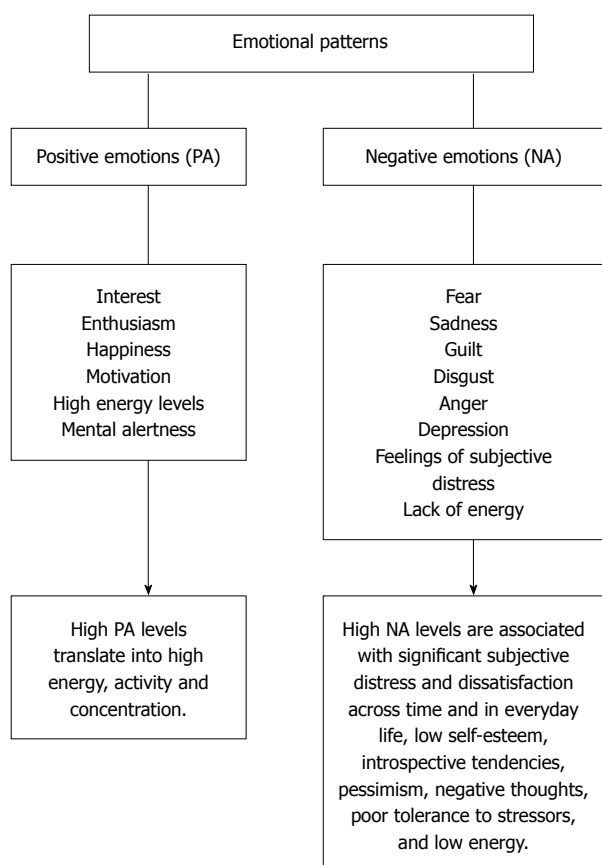 Emotional patterns
Positive emotions (PA)
Negative emotions (NA)
Interest
Enthusiasm
Happiness
Motivation
High energy levels
Mental alertness
Fear
Sadness
Guilt
Disgust
Anger
Depression
Feelings of subjective
distress
Lack of energy
High PA levels
translate into high
energy, activity and
concentration.
High NA levels are associated
with significant subjective
distress and dissatisfaction
across time and in everyday
life, low self-esteem,
introspective tendencies,
pessimism, negative thoughts,
poor tolerance to stressors,
and low energy.